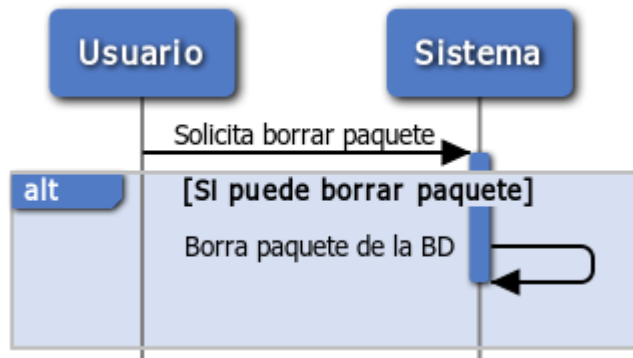 Usuario
Sistema
Solicita borrar paquete
alt
[SI puede borrar paquete]
Borra paquete de la BD